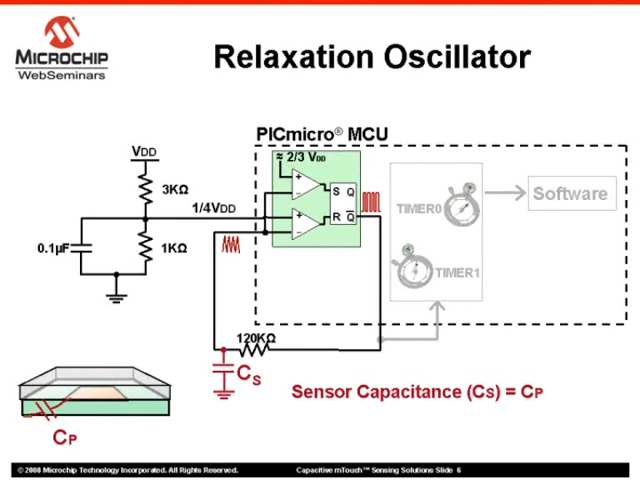 MICROCHIP
WebSeminars
Relaxation Oscillator
PICmicro® MCU
VDD
≈ 2/3 VDD
3KΩ
+
−
S Q
1/4VDD
+
−
R Q̅
TIMER0
Software
0.1µF
1KΩ
TIMER1
120KΩ
CS
Sensor Capacitance (CS) = CP
CP
© 2008 Microchip Technology Incorporated. All Rights Reserved.
Capacitive mTouch™ Sensing Solutions Slide 6